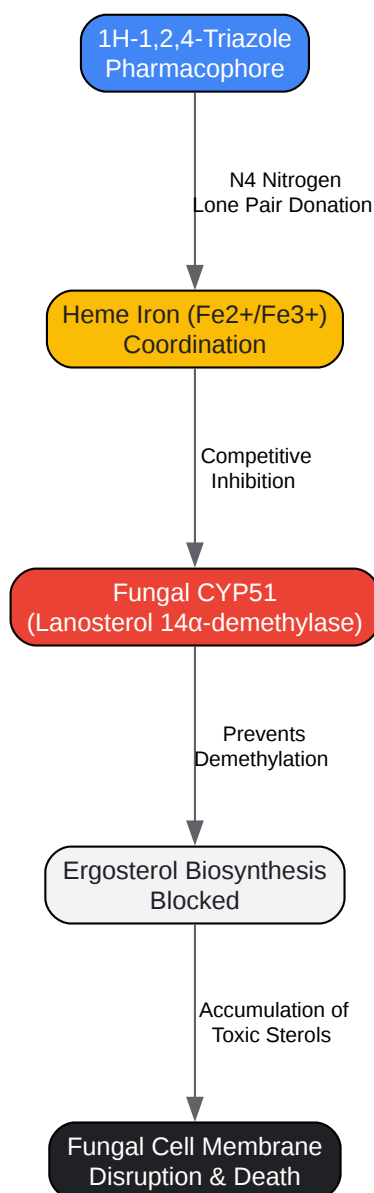 1H-1,2,4-Triazole
Pharmacophore
N4 Nitrogen
Lone Pair Donation
Heme Iron (Fe2+/Fe3+)
Coordination
Competitive
Inhibition
Fungal CYP51
(Lanosterol 14α-demethylase)
Prevents
Demethylation
Ergosterol Biosynthesis
Blocked
Accumulation of
Toxic Sterols
Fungal Cell Membrane
Disruption & Death